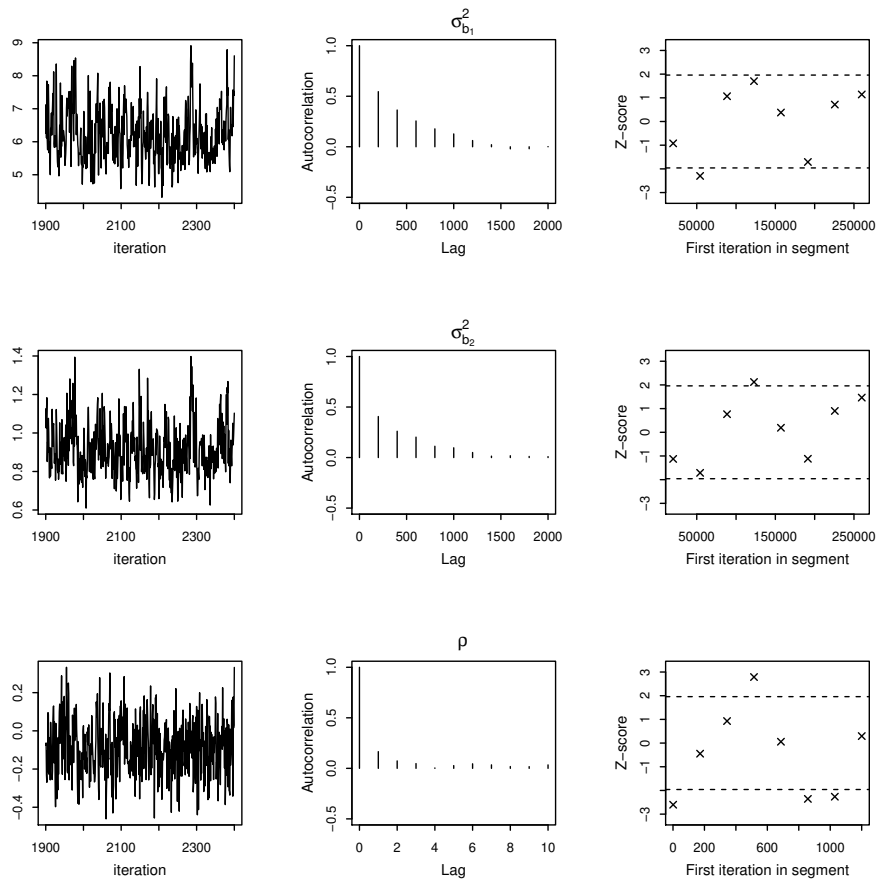 σ²b₁
9
8
7
6
5
1900 2100 2300
iteration
Autocorrelation
1.0
0.5
0.0
−0.5
0 500 1000 1500 2000
Lag
Z−score
3
2
1
0
−1
−3
50000 150000 250000
First iteration in segment
σ²b₂
1.4
1.2
1.0
0.8
0.6
1900 2100 2300
iteration
Autocorrelation
1.0
0.5
0.0
−0.5
0 500 1000 1500 2000
Lag
Z−score
3
2
1
0
−1
−3
50000 150000 250000
First iteration in segment
ρ
0.2
0.0
−0.2
−0.4
1900 2100 2300
iteration
Autocorrelation
1.0
0.5
0.0
−0.5
0 2 4 6 8 10
Lag
Z−score
3
2
1
0
−1
−3
0 200 600 1000
First iteration in segment